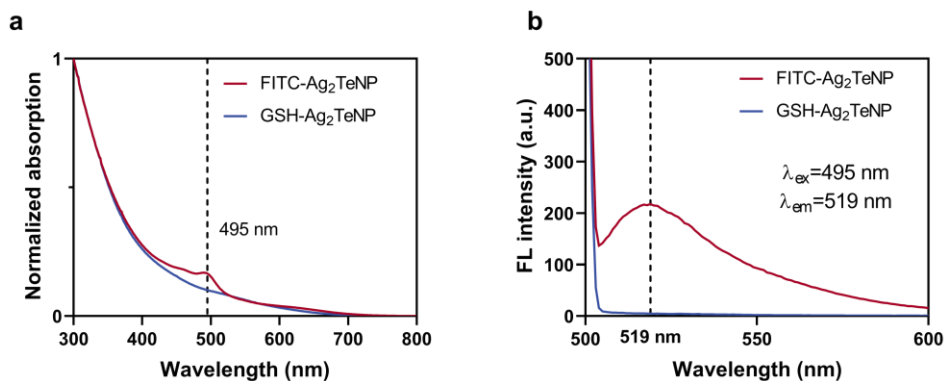 a
Normalized absorption
1
0
FITC-Ag₂TeNP
GSH-Ag₂TeNP
495 nm
300 400 500 600 700 800
Wavelength (nm)
b
FL intensity (a.u.)
500
400
300
200
100
0
FITC-Ag₂TeNP
GSH-Ag₂TeNP
λex=495 nm
λem=519 nm
500 519 nm 550 600
Wavelength (nm)